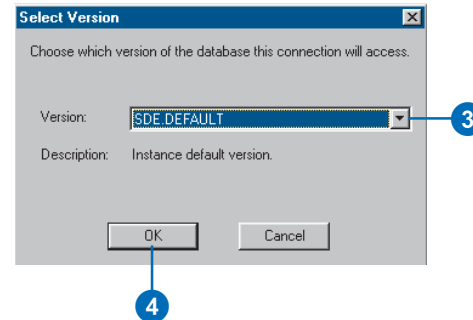 Select Version
Choose which version of the database this connection will access.
Version: SDE.DEFAULT
3
Description: Instance default version.
OK Cancel
4